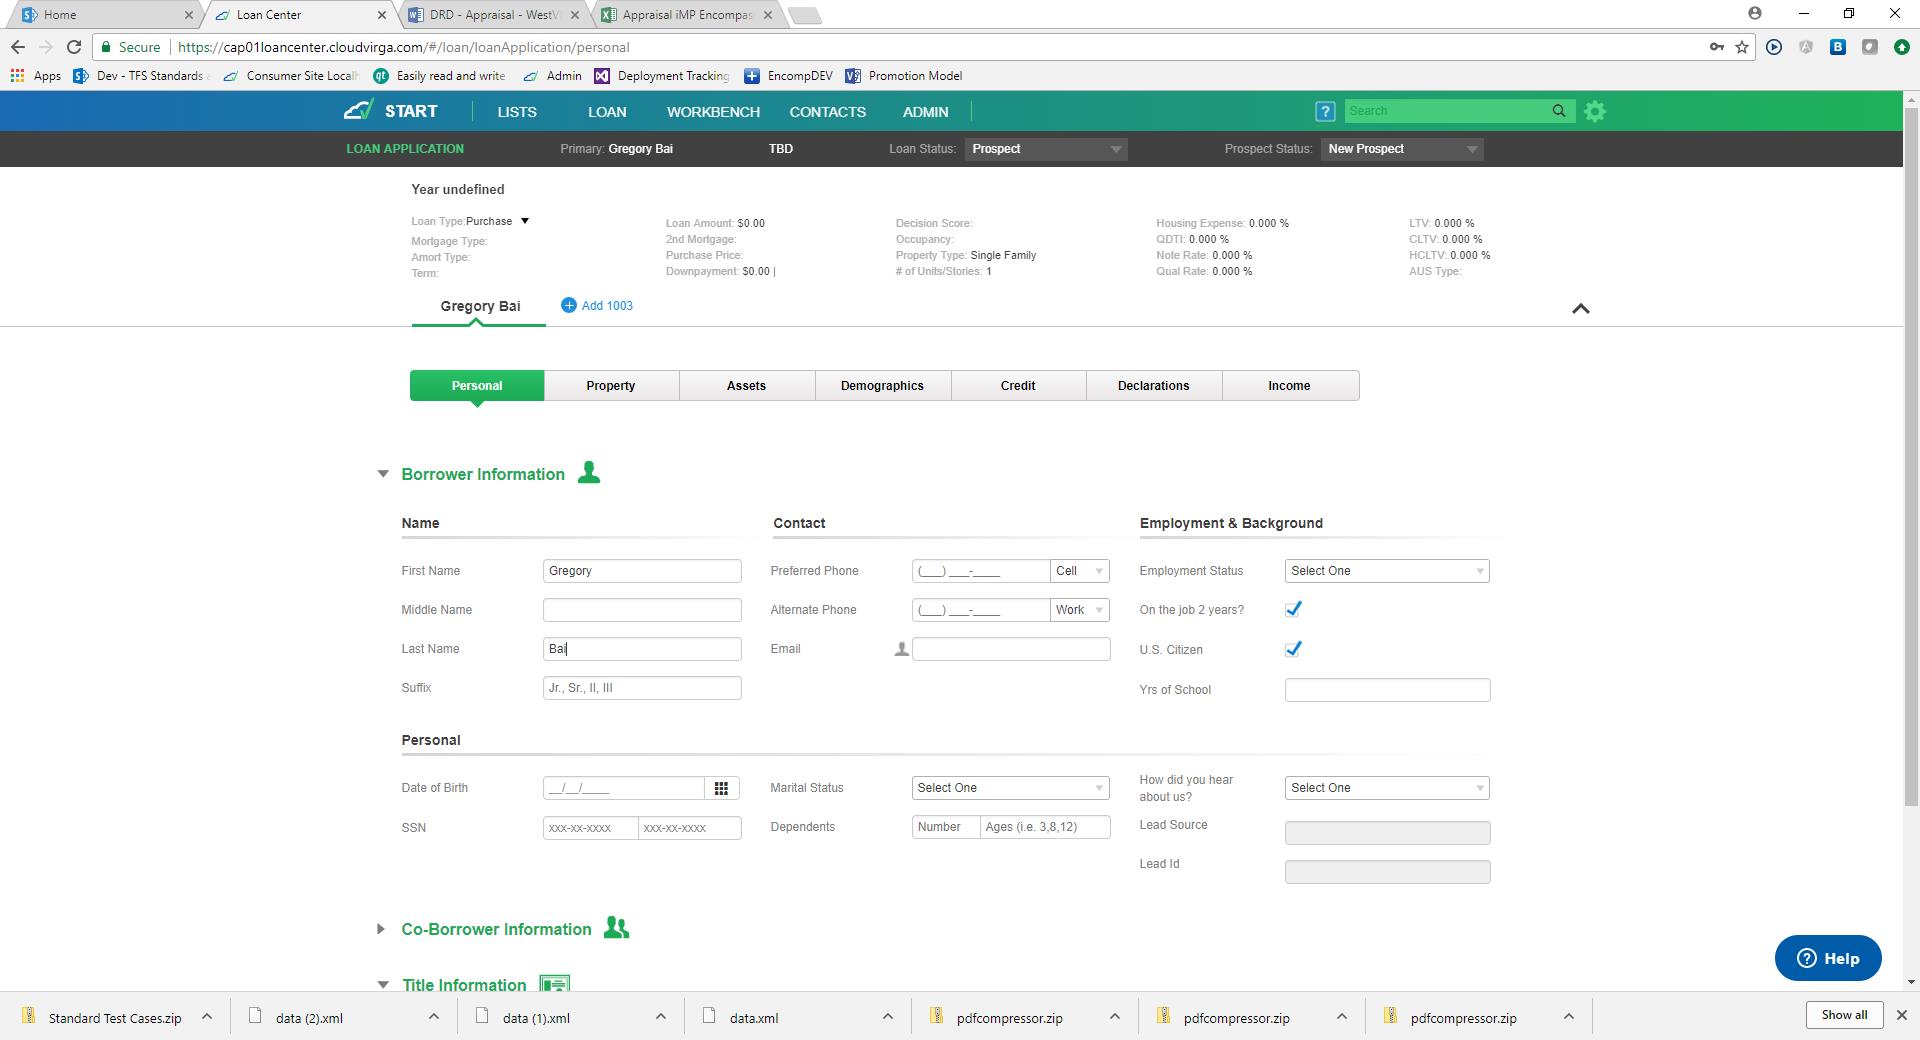 Home
Loan Center
DRD - Appraisal - WestV
Appraisal iMP Encompas
Secure
https://cap01loancenter.cloudvirga.com/#/loan/loanApplication/personal
Apps
Dev - TFS Standards
Consumer Site Local
Easily read and write
Admin
Deployment Tracking
EncompDEV
Promotion Model
START
LISTS
LOAN
WORKBENCH
CONTACTS
ADMIN
?
Search
LOAN APPLICATION
Primary: Gregory Bai
TBD
Loan Status: Prospect
Prospect Status: New Prospect
Year undefined
Loan Type:Purchase
Mortgage Type:
Amort Type:
Term:
Loan Amount: $0.00
2nd Mortgage:
Purchase Price:
Downpayment: $0.00 |
Decision Score:
Occupancy:
Property Type: Single Family
# of Units/Stories: 1
Housing Expense: 0.000 %
QDTI: 0.000 %
Note Rate: 0.000 %
Qual Rate: 0.000 %
LTV: 0.000 %
CLTV: 0.000 %
HCLTV: 0.000 %
AUS Type:
Gregory Bai
Add 1003
Personal
Property
Assets
Demographics
Credit
Declarations
Income
Borrower Information
Name
First Name Gregory
Middle Name
Last Name Bai
Suffix Jr., Sr., II, III
Contact
Preferred Phone (___) ___-____ Cell
Alternate Phone (___) ___-____ Work
Email
Employment & Background
Employment Status Select One
On the job 2 years?
U.S. Citizen
Yrs of School
Personal
Date of Birth __/__/____
SSN xxx-xx-xxxx xxx-xx-xxxx
Marital Status Select One
Dependents Number Ages (i.e. 3,8,12)
How did you hear
about us? Select One
Lead Source
Lead Id
Co-Borrower Information
Title Information
? Help
Standard Test Cases.zip
data (2).xml
data (1).xml
data.xml
pdfcompressor.zip
pdfcompressor.zip
pdfcompressor.zip
Show all